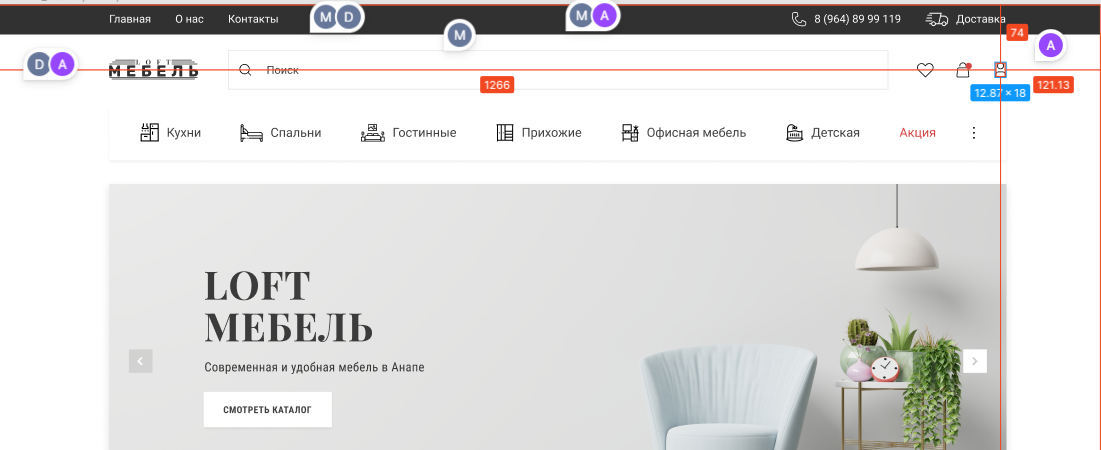 Главная О нас Контакты M D M A 8 (964) 89 99 119 Доставка
74
M
A
D A
LOFT
МЕБЕЛЬ
Поиск
1266
12.87 × 18
121.13
Кухни Спальни Гостинные Прихожие Офисная мебель Детская Акция
LOFT
МЕБЕЛЬ
Современная и удобная мебель в Анапе
СМОТРЕТЬ КАТАЛОГ